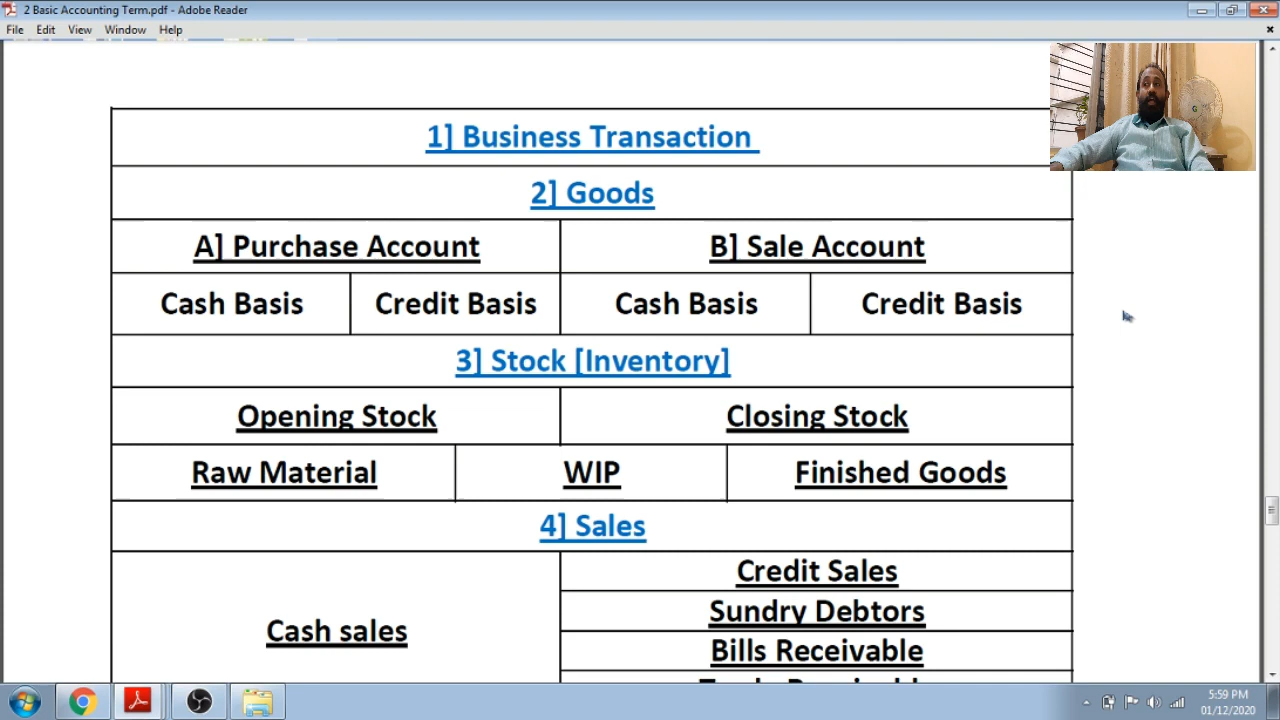 2 Basic Accounting Term.pdf - Adobe Reader
File Edit View Window Help
1] Business Transaction
2] Goods
A] Purchase Account B] Sale Account
Cash Basis Credit Basis Cash Basis Credit Basis
3] Stock [Inventory]
Opening Stock Closing Stock
Raw Material WIP Finished Goods
4] Sales
Credit Sales
Sundry Debtors
Cash sales
Bills Receivable
5:59 PM
01/12/2020